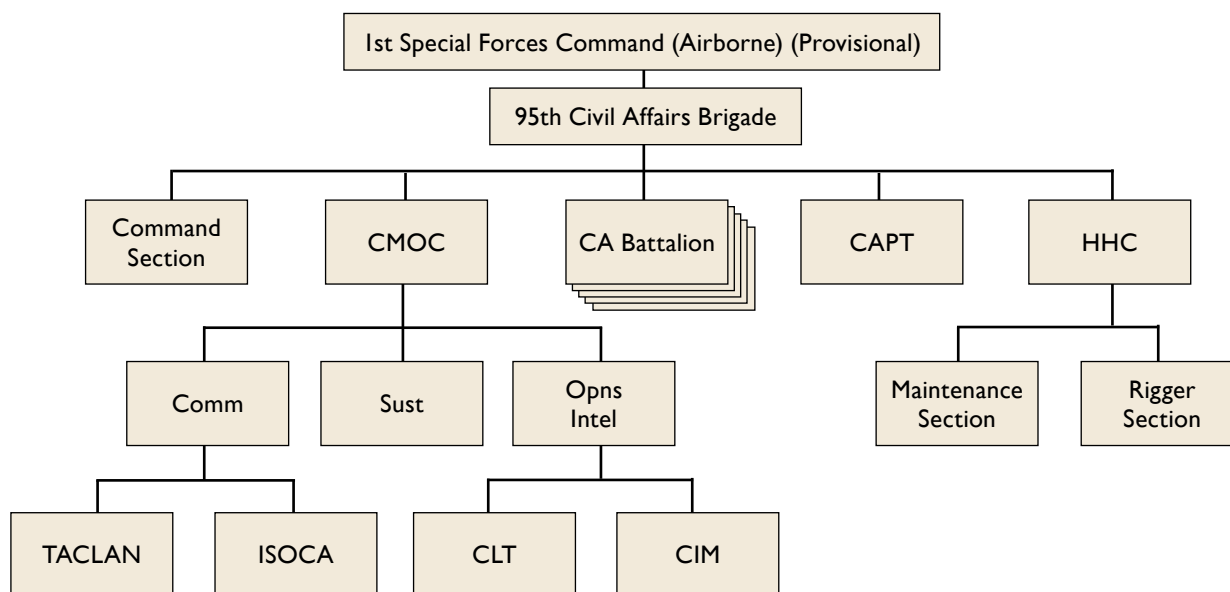 1st Special Forces Command (Airborne) (Provisional)
95th Civil Affairs Brigade
Command
Section
CMOC
CA Battalion
CAPT
HHC
Comm
Sust
Opns
Intel
Maintenance
Section
Rigger
Section
TACLAN
ISOCA
CLT
CIM